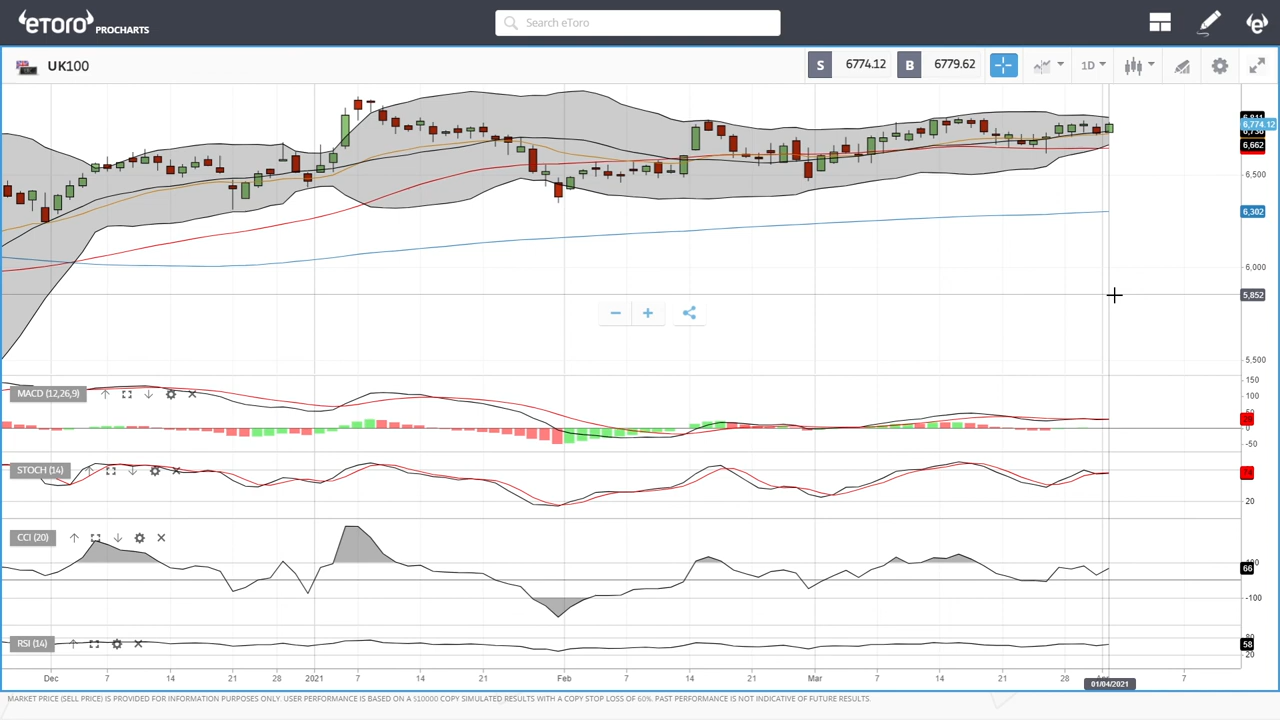 eToro PROCHARTS
Search eToro
UK100
S 6774.12 B 6779.62 1D
6,774.12
6,662
6,500
6,302
6,000
5,852
5,500
MACD (12,26,9)
150
100
50
0
-50
STOCH (14)
20
CCI (20)
66
-100
RSI (14)
80
58
20
Dec 7 14 21 28 2021 7 14 21 Feb 7 14 21 Mar 7 14 21 28 7
01/04/2021
MARKET PRICE (SELL PRICE) IS PROVIDED FOR INFORMATION PURPOSES ONLY. USER PERFORMANCE IS BASED ON A $10000 COPY SIMULATED RESULTS WITH A COPY STOP LOSS OF 60%. PAST PERFORMANCE IS NOT INDICATIVE OF FUTURE RESULTS.